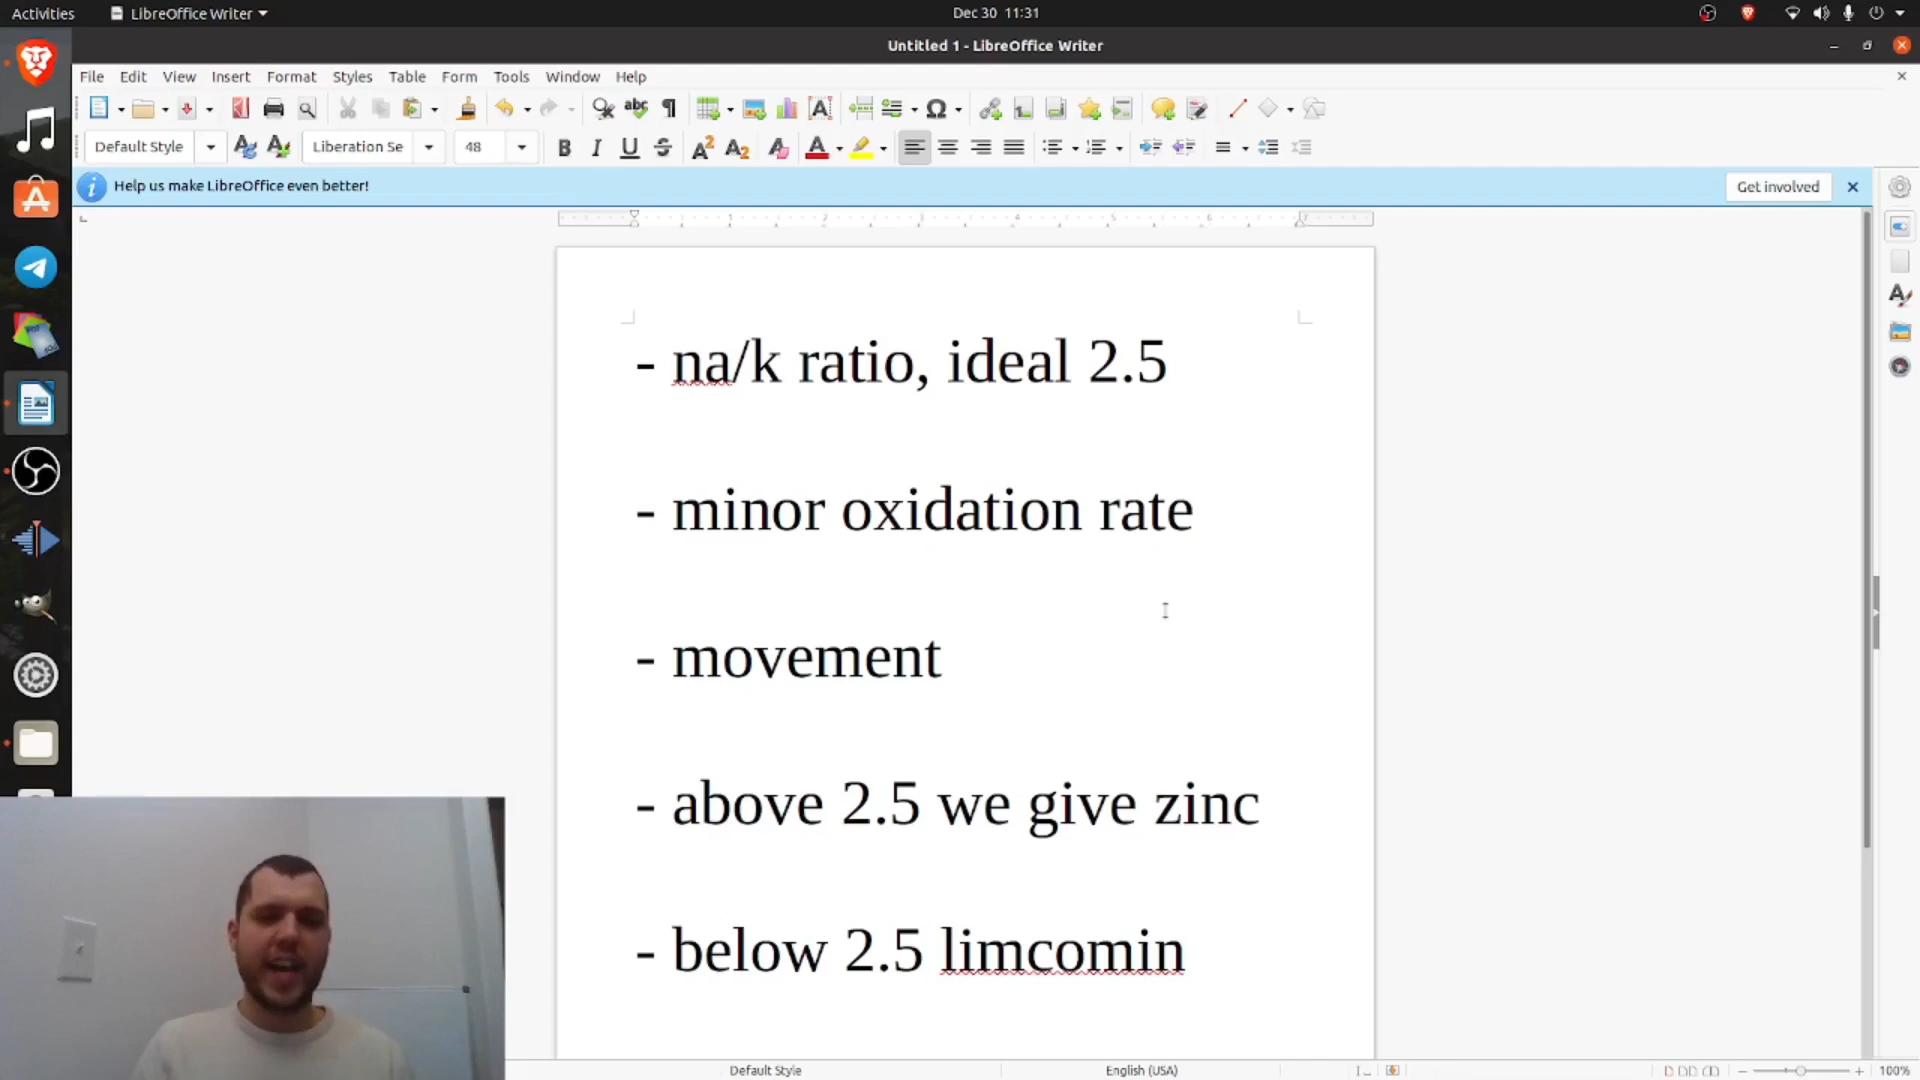 Activities LibreOffice Writer Dec 30 11:31
Untitled 1 - LibreOffice Writer
File Edit View Insert Format Styles Table Form Tools Window Help
Default Style Liberation Se 48
Help us make LibreOffice even better! Get involved
- na/k ratio, ideal 2.5
- minor oxidation rate
- movement
- above 2.5 we give zinc
- below 2.5 limcomin
Default Style English (USA) 100%